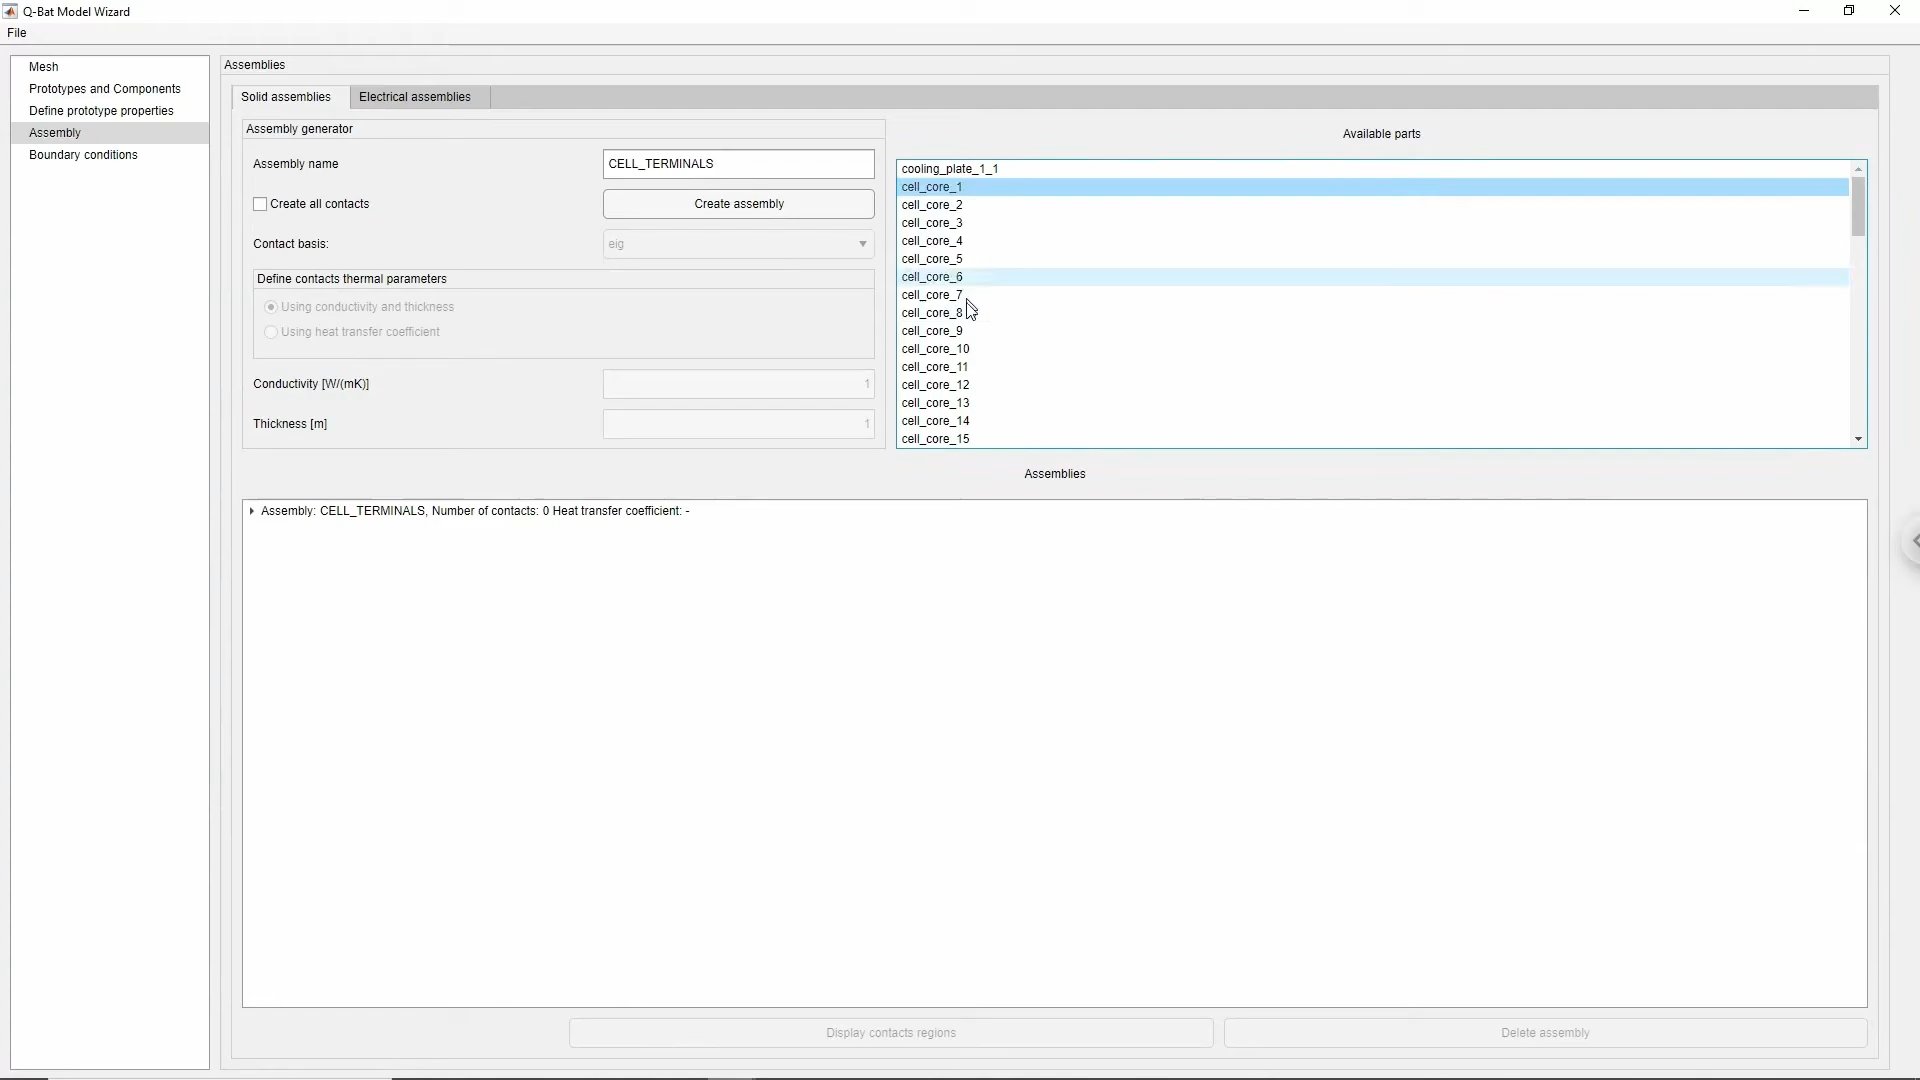 Q-Bat Model Wizard
File
Mesh
Prototypes and Components
Define prototype properties
Assembly
Boundary conditions
Assemblies
Solid assemblies
Electrical assemblies
Assembly generator
Assembly name
CELL_TERMINALS
Create all contacts
Create assembly
Contact basis:
eig
Define contacts thermal parameters
Using conductivity and thickness
Using heat transfer coefficient
Conductivity [W/(mK)]
1
Thickness [m]
1
Available parts
cooling_plate_1_1
cell_core_1
cell_core_2
cell_core_3
cell_core_4
cell_core_5
cell_core_6
cell_core_7
cell_core_8
cell_core_9
cell_core_10
cell_core_11
cell_core_12
cell_core_13
cell_core_14
cell_core_15
Assemblies
Assembly: CELL_TERMINALS, Number of contacts: 0 Heat transfer coefficient: -
Display contacts regions
Delete assembly